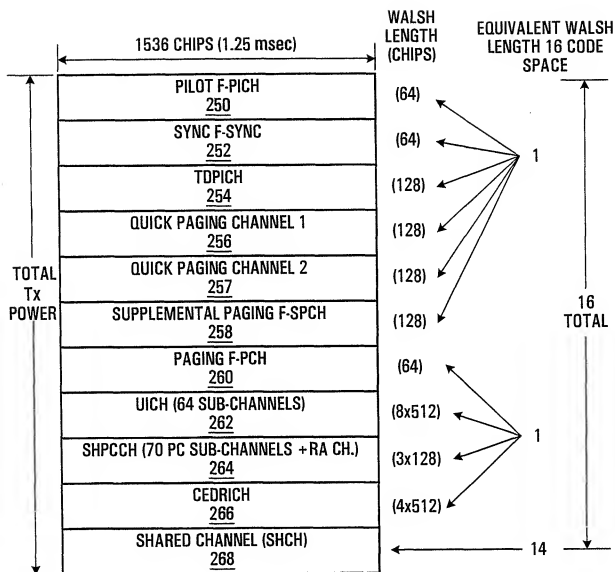 1536 CHIPS (1.25 msec)
WALSH
LENGTH
(CHIPS)
EQUIVALENT WALSH
LENGTH 16 CODE
SPACE
PILOT F-PICH
250
(64)
SYNC F-SYNC
252
(64)
1
TDPICH
254
(128)
QUICK PAGING CHANNEL 1
256
(128)
QUICK PAGING CHANNEL 2
257
(128)
TOTAL
Tx
POWER
16
TOTAL
SUPPLEMENTAL PAGING F-SPCH
258
(128)
PAGING F-PCH
260
(64)
UICH (64 SUB-CHANNELS)
262
(8x512)
1
SHPCCH (70 PC SUB-CHANNELS +RA CH.)
264
(3x128)
CEDRICH
266
(4x512)
SHARED CHANNEL (SHCH)
268
14